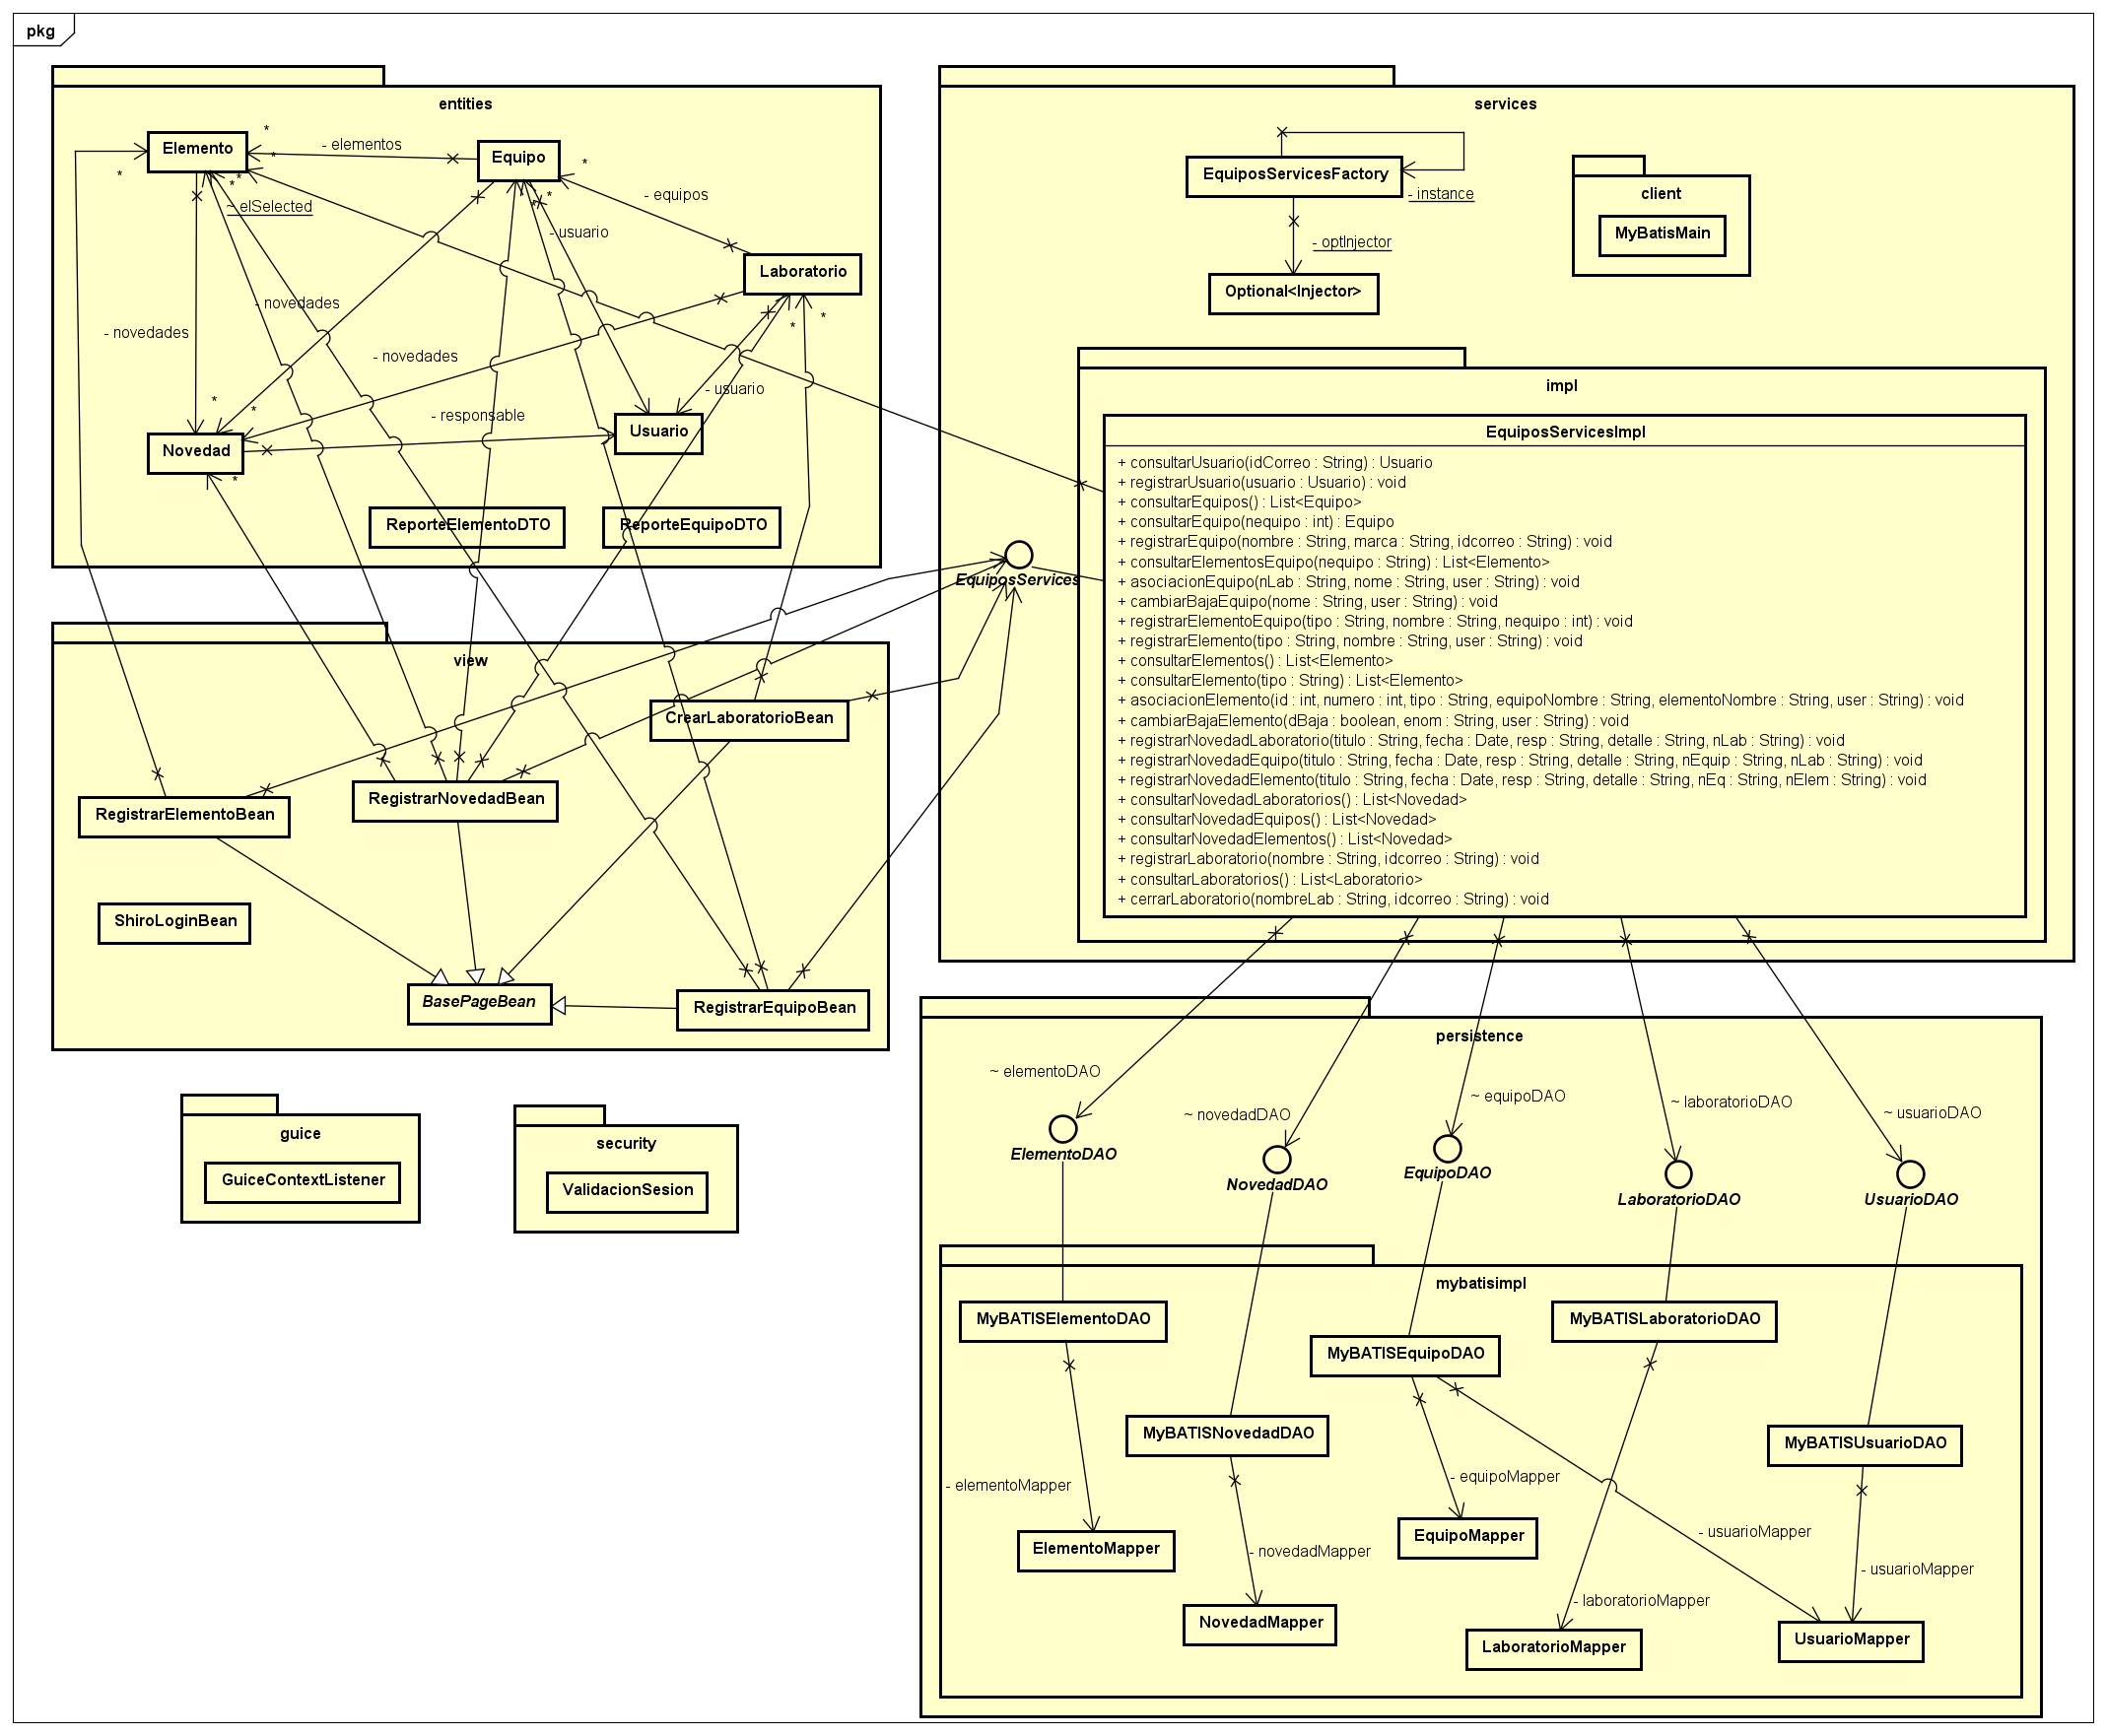 pkg
entities
Elemento
*
*
*
*
*
- elementos
Equipo
*
*
~ elSelected
- usuario
- equipos
Laboratorio
*
*
- novedades
- novedades
- novedades
- usuario
*
*
- responsable
Novedad
*
Usuario
ReporteElementoDTO
ReporteEquipoDTO
view
CrearLaboratorioBean
RegistrarElementoBean
RegistrarNovedadBean
ShiroLoginBean
BasePageBean
RegistrarEquipoBean
guice
GuiceContextListener
security
ValidacionSesion
services
EquiposServicesFactory
- instance
- optInjector
Optional<Injector>
client
MyBatisMain
EquiposServices
impl
EquiposServicesImpl
+ consultarUsuario(idCorreo : String) : Usuario
+ registrarUsuario(usuario : Usuario) : void
+ consultarEquipos() : List<Equipo>
+ consultarEquipo(nequipo : int) : Equipo
+ registrarEquipo(nombre : String, marca : String, idcorreo : String) : void
+ consultarElementosEquipo(nequipo : String) : List<Elemento>
+ asociacionEquipo(nLab : String, nome : String, user : String) : void
+ cambiarBajaEquipo(nome : String, user : String) : void
+ registrarElementoEquipo(tipo : String, nombre : String, nequipo : int) : void
+ registrarElemento(tipo : String, nombre : String, user : String) : void
+ consultarElementos() : List<Elemento>
+ consultarElemento(tipo : String) : List<Elemento>
+ asociacionElemento(id : int, numero : int, tipo : String, equipoNombre : String, elementoNombre : String, user : String) : void
+ cambiarBajaElemento(dBaja : boolean, enom : String, user : String) : void
+ registrarNovedadLaboratorio(titulo : String, fecha : Date, resp : String, detalle : String, nLab : String) : void
+ registrarNovedadEquipo(titulo : String, fecha : Date, resp : String, detalle : String, nEquip : String, nLab : String) : void
+ registrarNovedadElemento(titulo : String, fecha : Date, resp : String, detalle : String, nEq : String, nElem : String) : void
+ consultarNovedadLaboratorios() : List<Novedad>
+ consultarNovedadEquipos() : List<Novedad>
+ consultarNovedadElementos() : List<Novedad>
+ registrarLaboratorio(nombre : String, idcorreo : String) : void
+ consultarLaboratorios() : List<Laboratorio>
+ cerrarLaboratorio(nombreLab : String, idcorreo : String) : void
persistence
~ elementoDAO
~ novedadDAO
~ equipoDAO
~ laboratorioDAO
~ usuarioDAO
ElementoDAO
NovedadDAO
EquipoDAO
LaboratorioDAO
UsuarioDAO
mybatisimpl
MyBATISElementoDAO
MyBATISLaboratorioDAO
MyBATISEquipoDAO
MyBATISNovedadDAO
MyBATISUsuarioDAO
- elementoMapper
- equipoMapper
- novedadMapper
- usuarioMapper
- usuarioMapper
- laboratorioMapper
ElementoMapper
EquipoMapper
NovedadMapper
LaboratorioMapper
UsuarioMapper